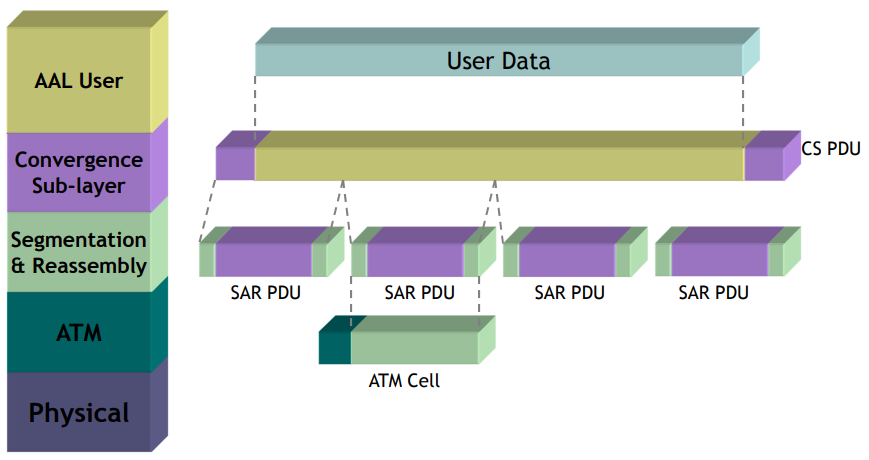 User Data
AAL User
Convergence
Sub-layer
CS PDU
Segmentation
& Reassembly
SAR PDU
SAR PDU
SAR PDU
SAR PDU
ATM
ATM Cell
Physical